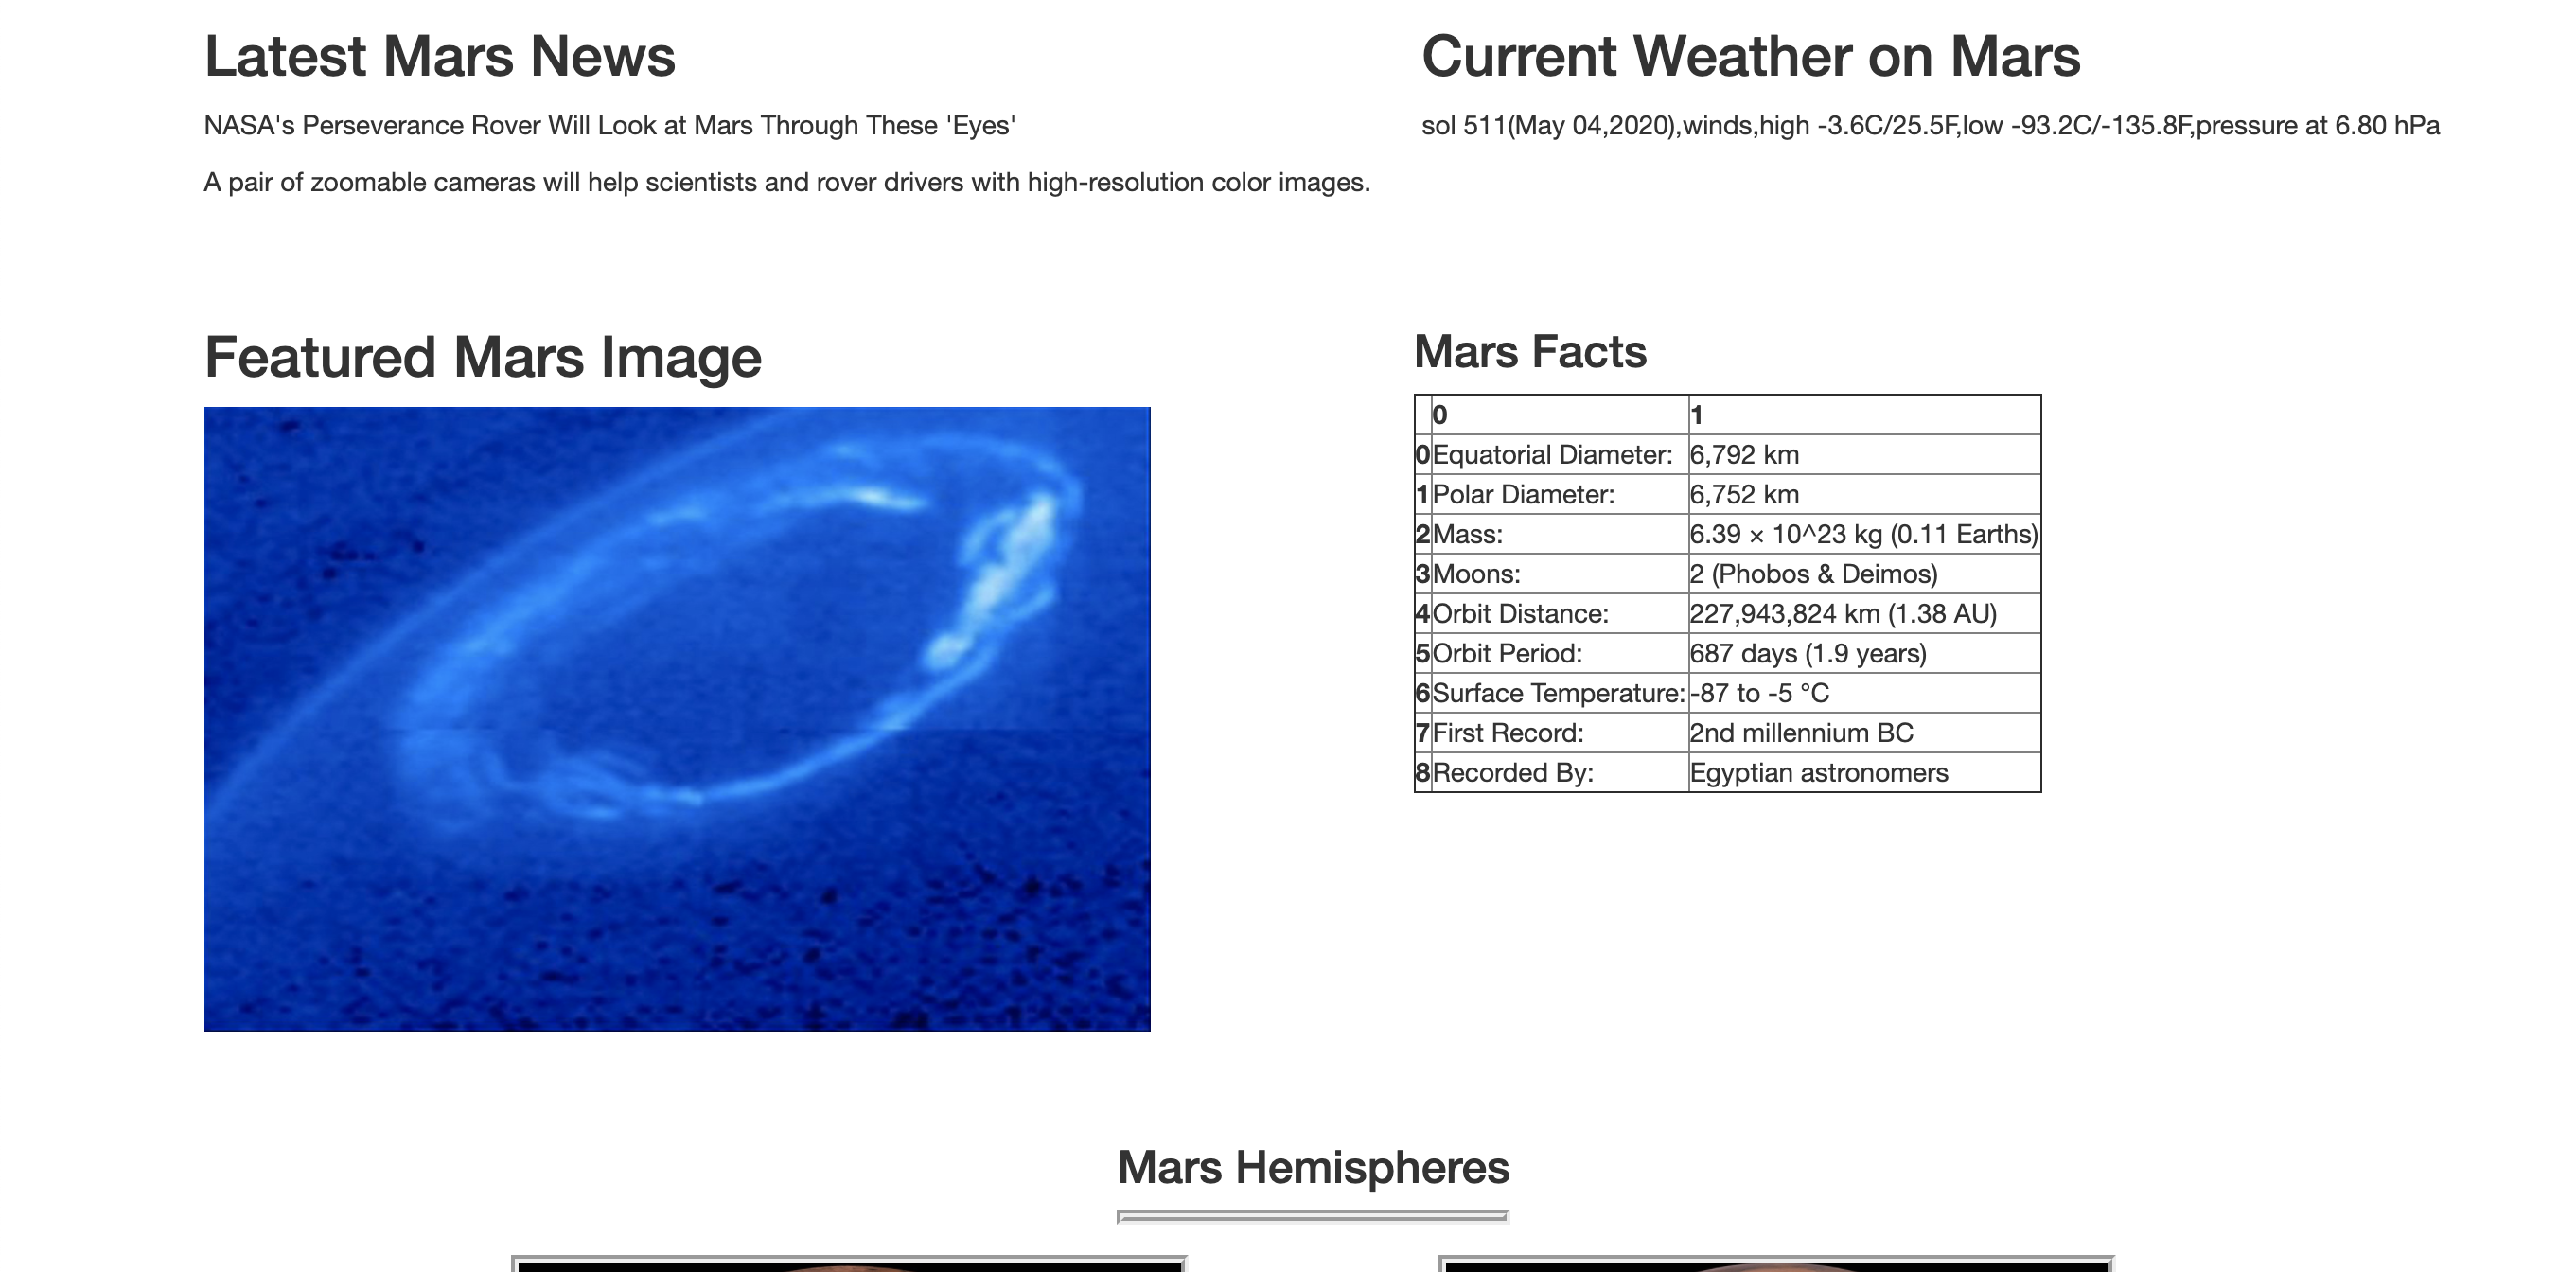 Latest Mars News
NASA's Perseverance Rover Will Look at Mars Through These 'Eyes'
A pair of zoomable cameras will help scientists and rover drivers with high-resolution color images.
Current Weather on Mars
sol 511(May 04,2020),winds,high -3.6C/25.5F,low -93.2C/-135.8F,pressure at 6.80 hPa
Featured Mars Image
Mars Facts
0 1
0 Equatorial Diameter: 6,792 km
1 Polar Diameter: 6,752 km
2 Mass: 6.39 × 10^23 kg (0.11 Earths)
3 Moons: 2 (Phobos & Deimos)
4 Orbit Distance: 227,943,824 km (1.38 AU)
5 Orbit Period: 687 days (1.9 years)
6 Surface Temperature: -87 to -5 °C
7 First Record: 2nd millennium BC
8 Recorded By: Egyptian astronomers
Mars Hemispheres